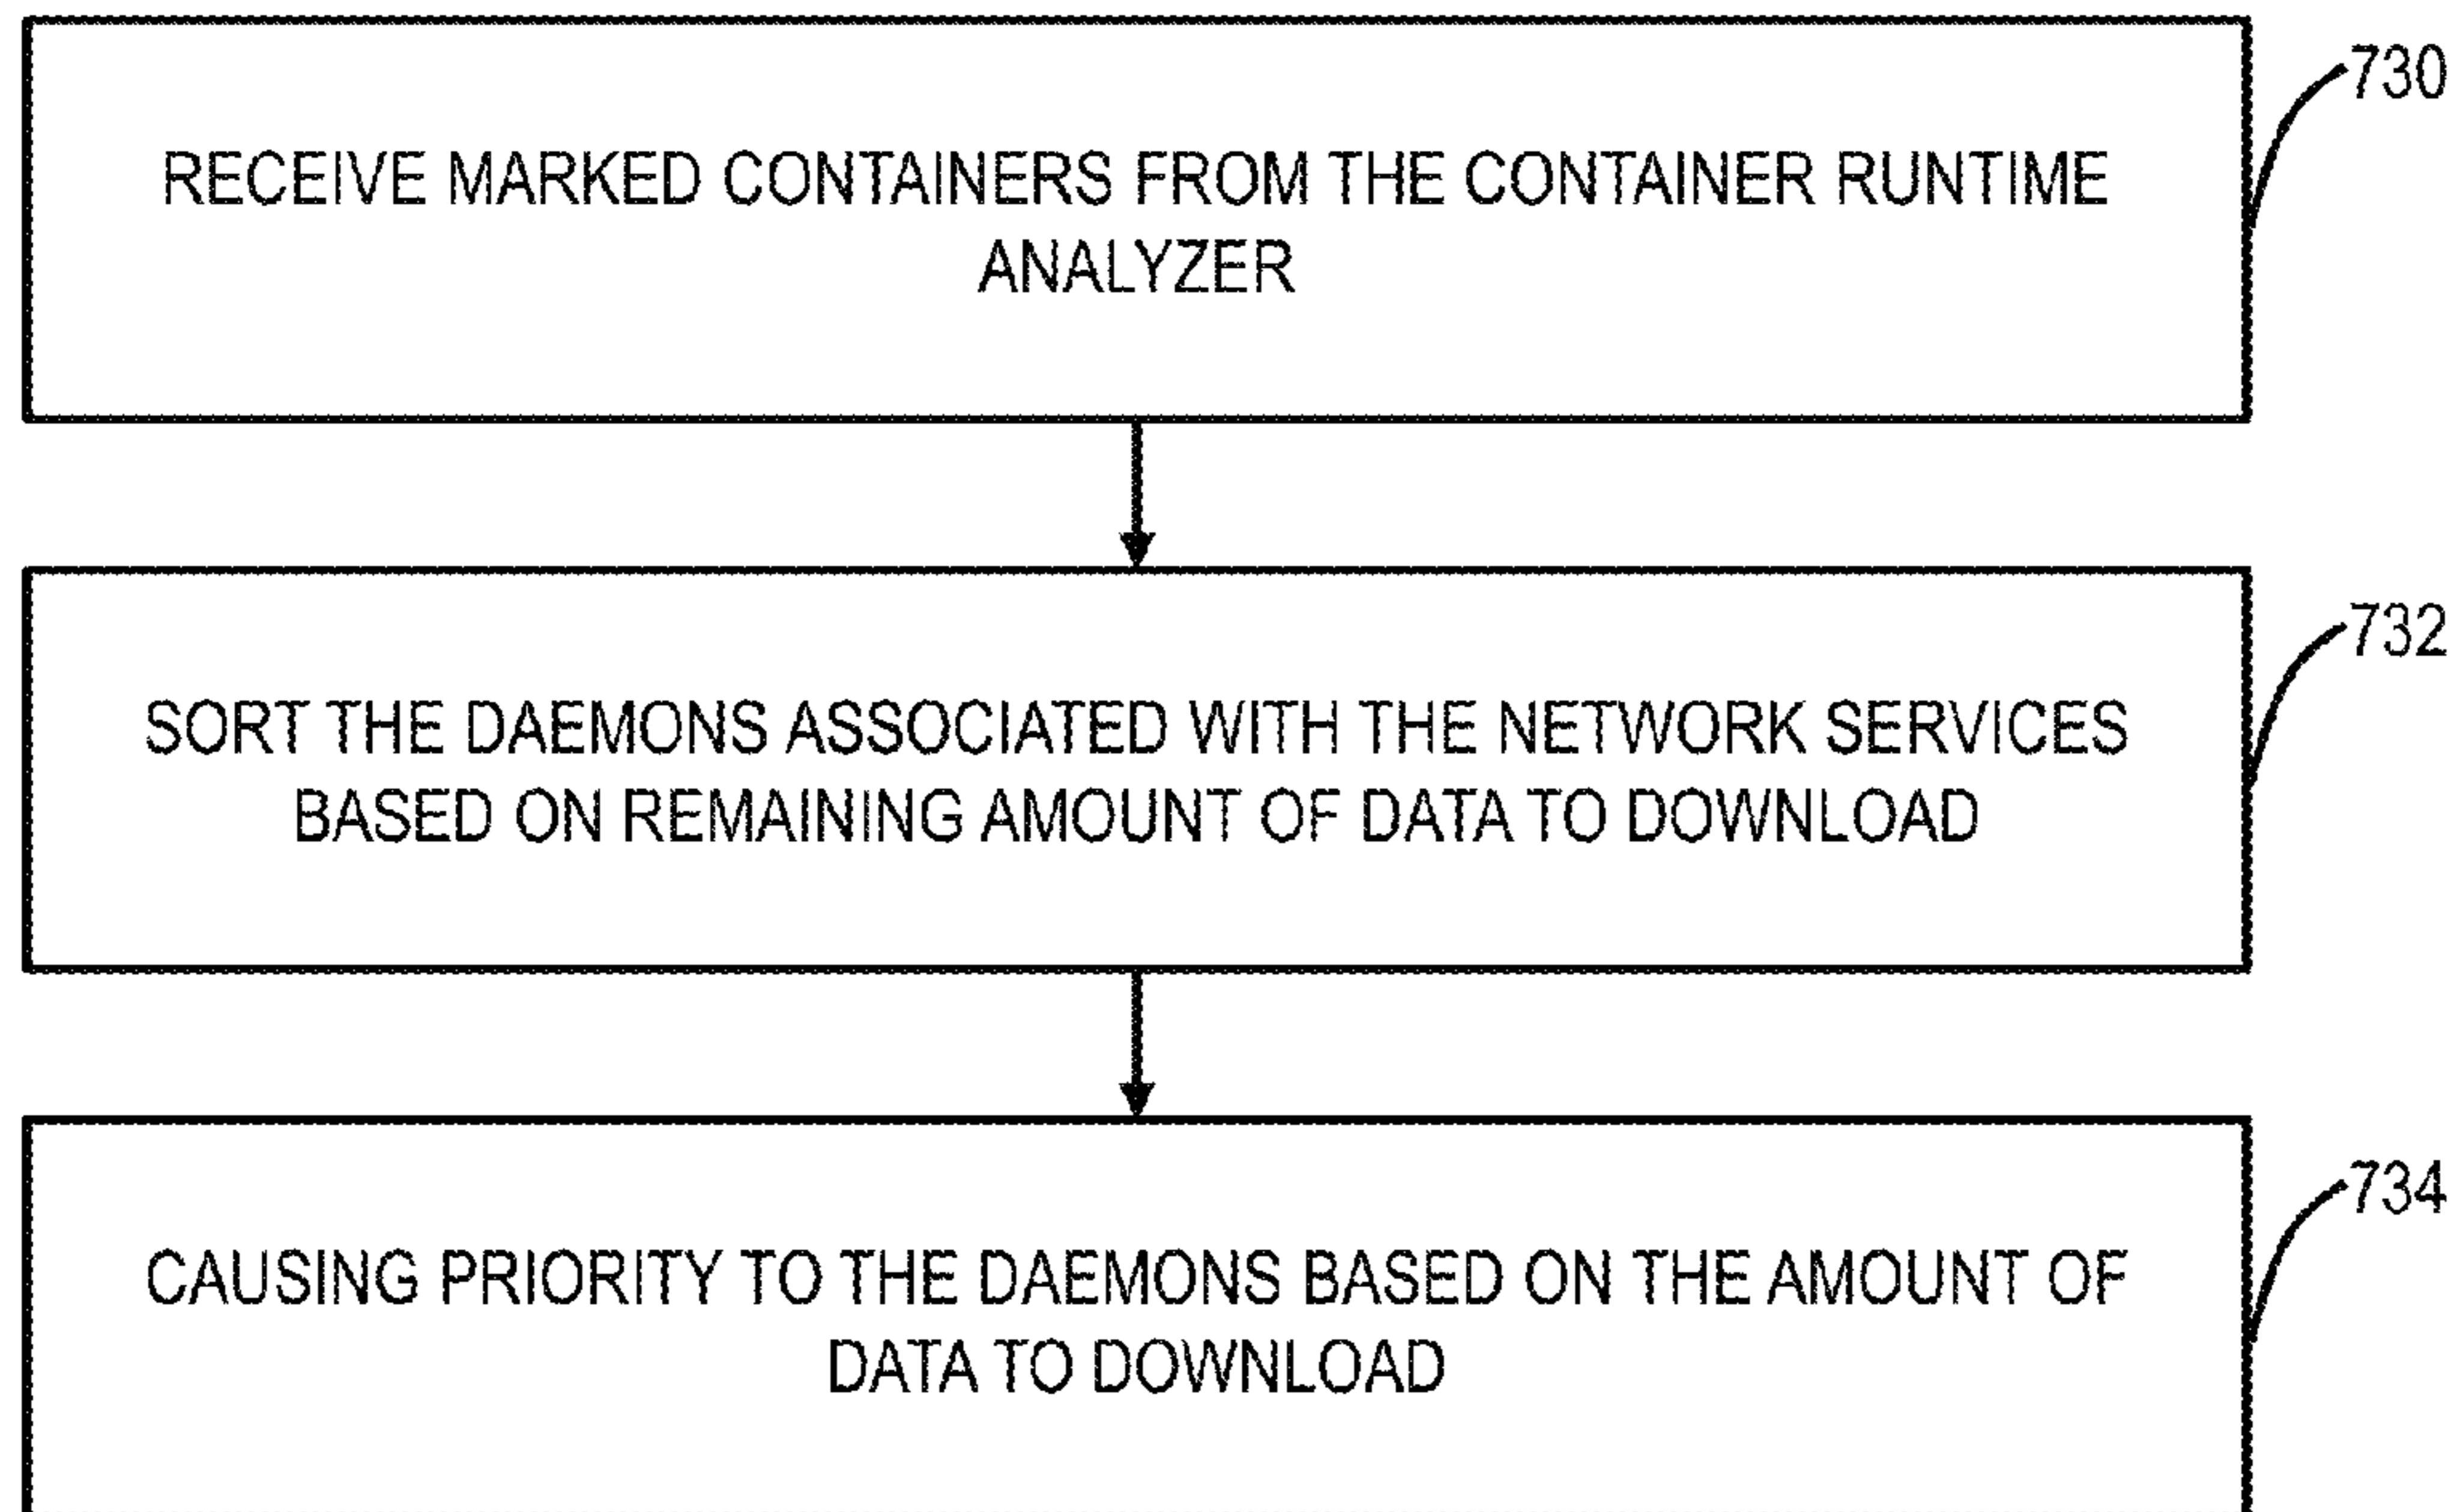 730
RECEIVE MARKED CONTAINERS FROM THE CONTAINER RUNTIME
ANALYZER
732
SORT THE DAEMONS ASSOCIATED WITH THE NETWORK SERVICES
BASED ON REMAINING AMOUNT OF DATA TO DOWNLOAD
734
CAUSING PRIORITY TO THE DAEMONS BASED ON THE AMOUNT OF
DATA TO DOWNLOAD